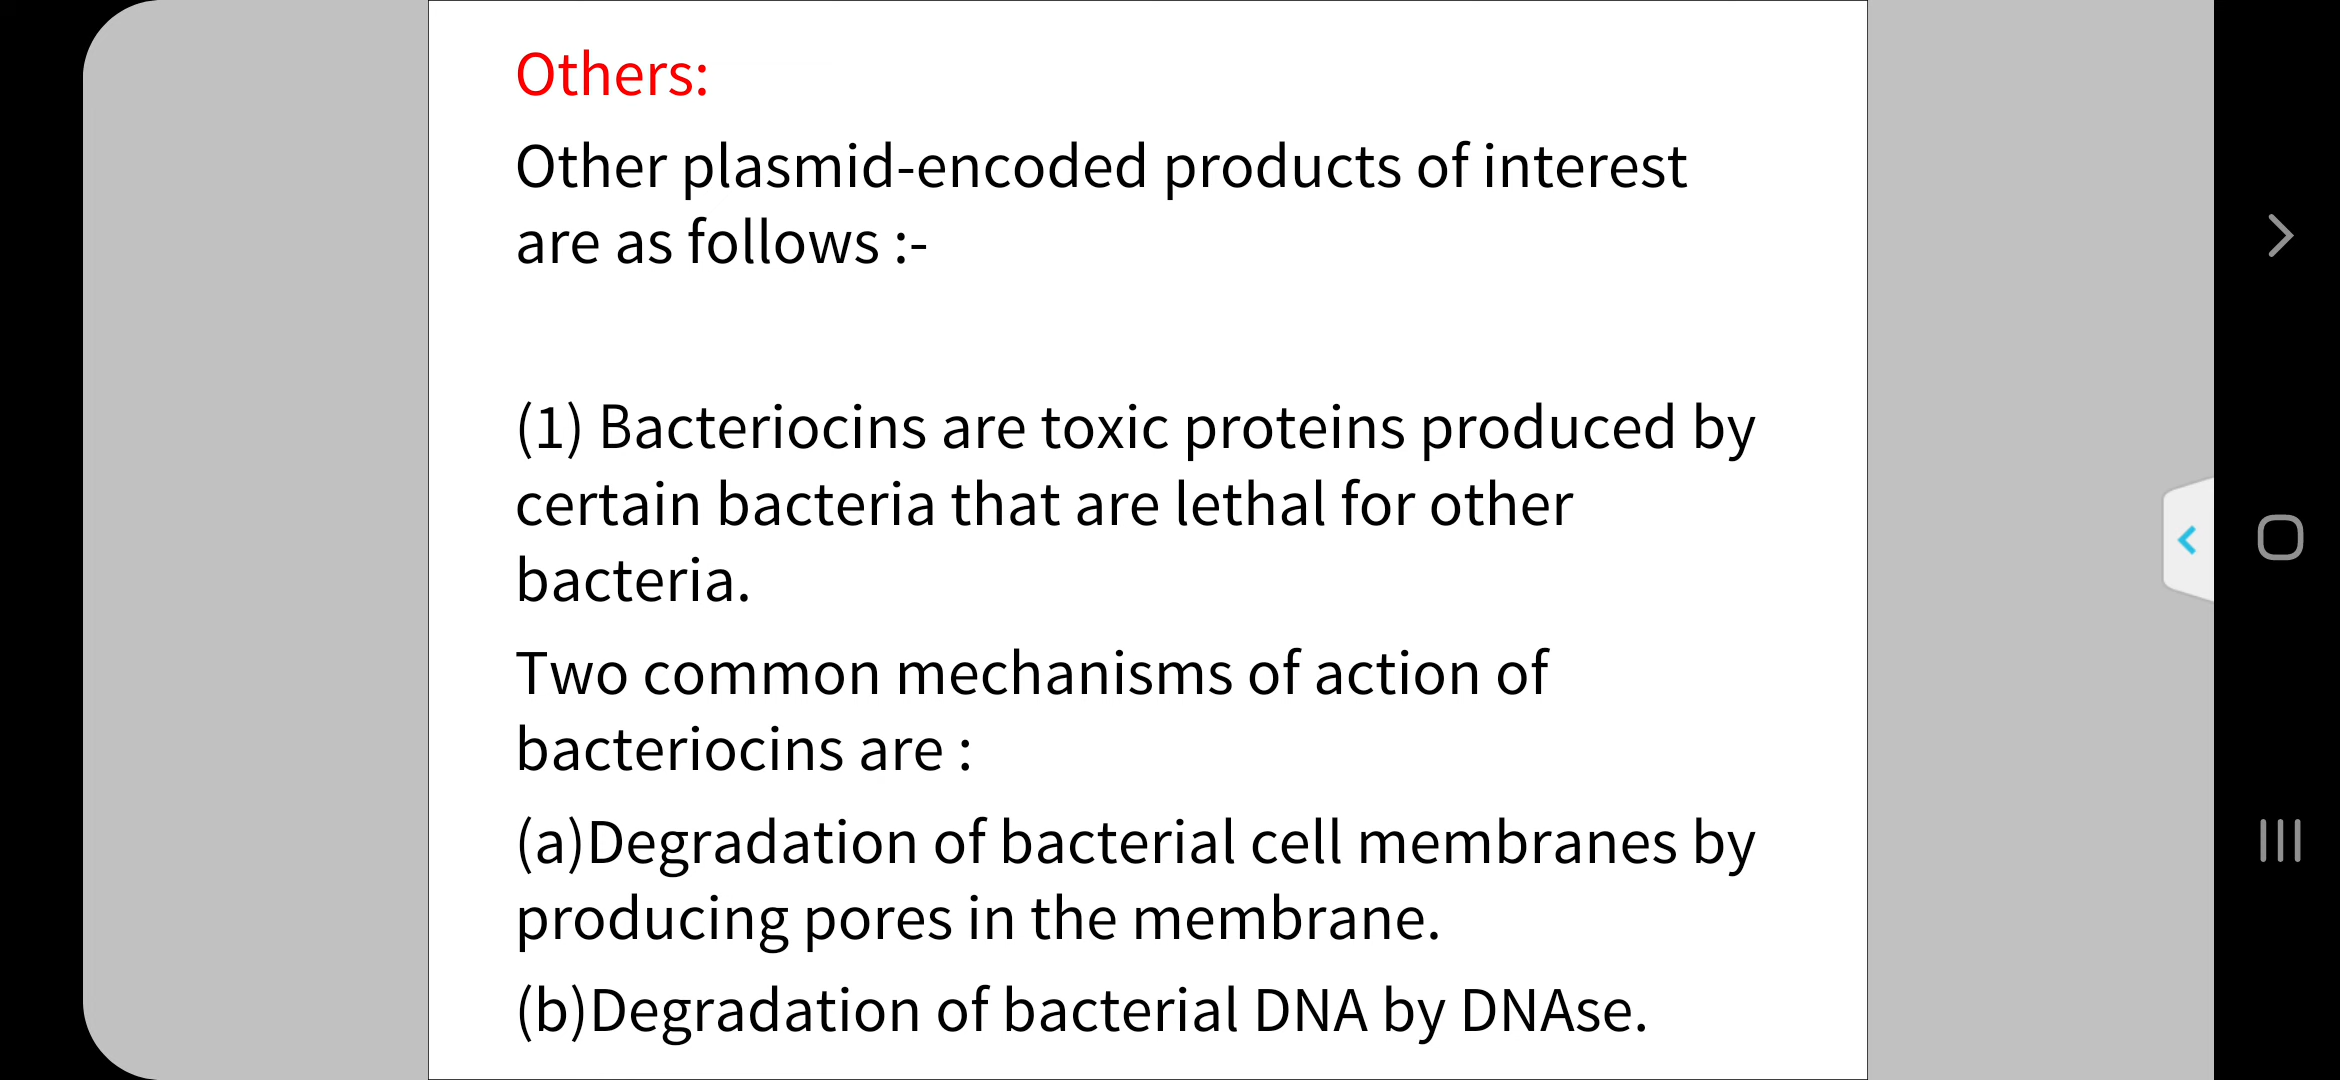 Others:
Other plasmid-encoded products of interest
are as follows :-
(1) Bacteriocins are toxic proteins produced by
certain bacteria that are lethal for other
bacteria.
Two common mechanisms of action of
bacteriocins are :
(a)Degradation of bacterial cell membranes by
producing pores in the membrane.
(b)Degradation of bacterial DNA by DNAse.